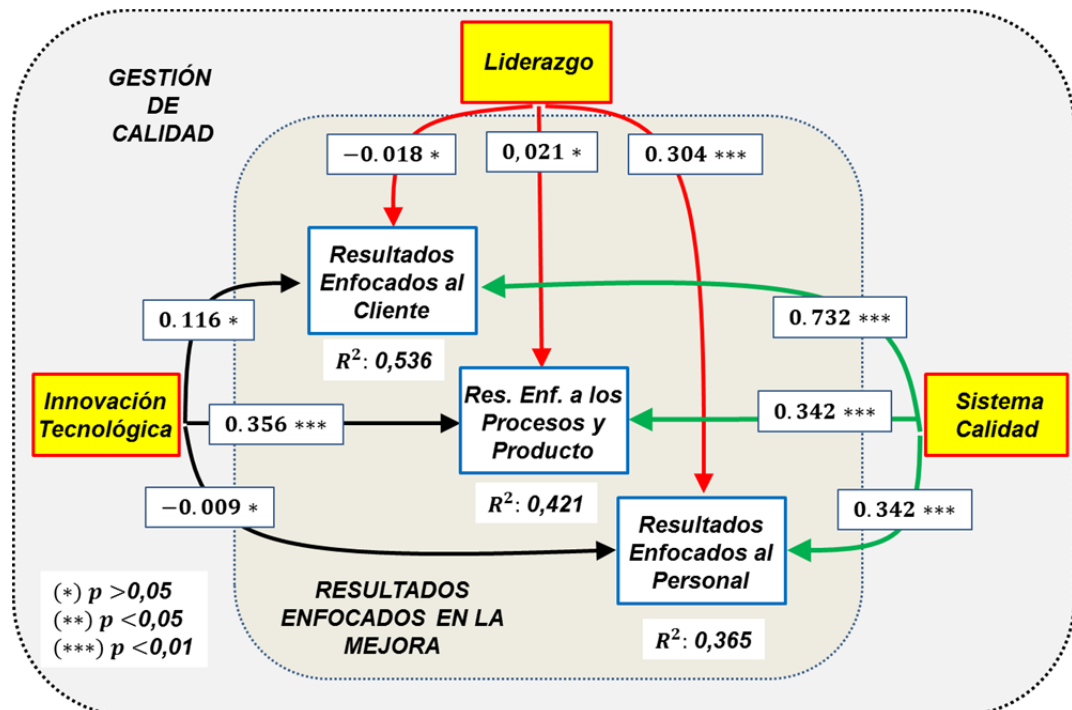 Liderazgo
GESTIÓN
DE
CALIDAD
−0.018 *
0,021 *
0.304 ***
Resultados
Enfocados al
Cliente
0.116 *
0.732 ***
R²: 0,536
Innovación
Tecnológica
0.356 ***
Res. Enf. a los
Procesos y
Producto
0.342 ***
Sistema
Calidad
−0.009 *
R²: 0,421
0.342 ***
Resultados
Enfocados al
Personal
(*) p >0,05
(**) p <0,05
(***) p <0,01
RESULTADOS
ENFOCADOS EN LA
MEJORA
R²: 0,365